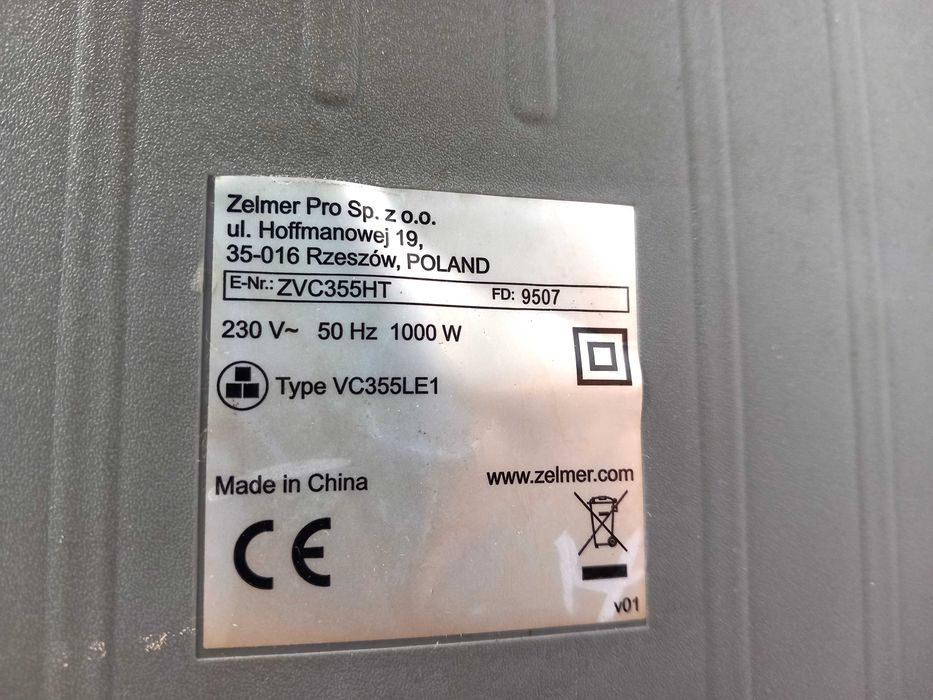 Zelmer Pro Sp. z o.o.
ul. Hoffmanowej 19,
35-016 Rzeszów, POLAND
E-Nr.: ZVC355HT FD: 9507
230 V~ 50 Hz 1000 W
Type VC355LE1
Made in China www.zelmer.com
CE
v01